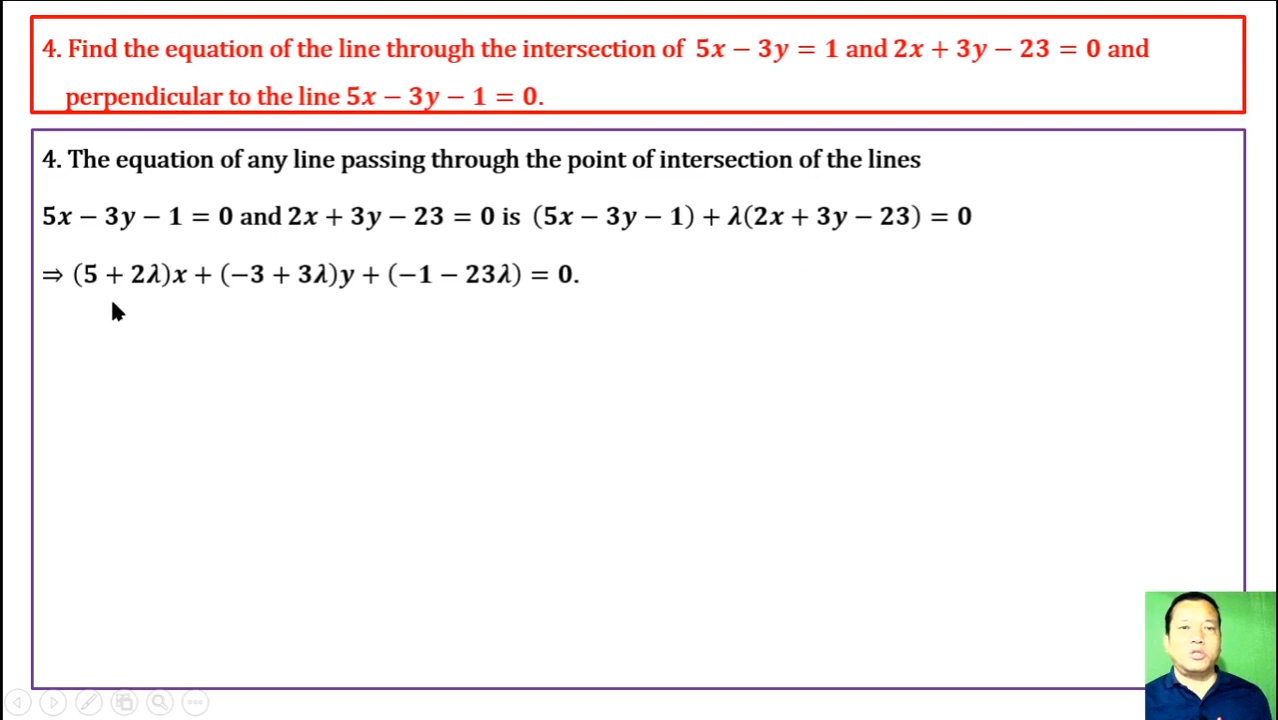 4. Find the equation of the line through the intersection of 5x − 3y = 1 and 2x + 3y − 23 = 0 and
perpendicular to the line 5x − 3y − 1 = 0.
4. The equation of any line passing through the point of intersection of the lines
5x − 3y − 1 = 0 and 2x + 3y − 23 = 0 is (5x − 3y − 1) + λ(2x + 3y − 23) = 0
⇒ (5 + 2λ)x + (−3 + 3λ)y + (−1 − 23λ) = 0.